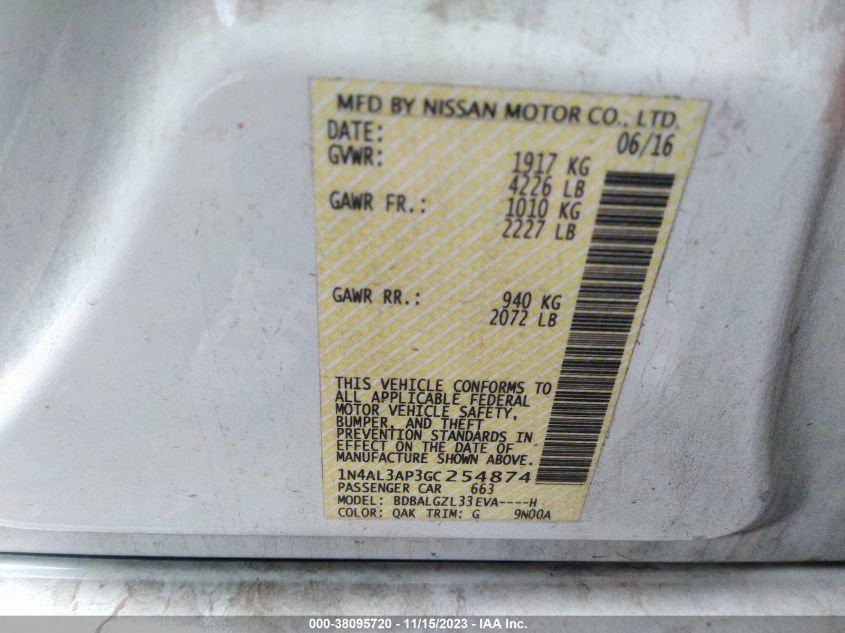 MFD BY NISSAN MOTOR CO., LTD.
DATE: 06/16
GVWR: 1917 KG
4226 LB
GAWR FR.: 1010 KG
2227 LB
GAWR RR.: 940 KG
2072 LB
THIS VEHICLE CONFORMS TO
ALL APPLICABLE FEDERAL
MOTOR VEHICLE SAFETY,
BUMPER, AND THEFT
PREVENTION STANDARDS IN
EFFECT ON THE DATE OF
MANUFACTURE SHOWN ABOVE.
1N4AL3AP3GC254874
PASSENGER CAR 663
MODEL: BDBALGZL33EVA----H
COLOR: QAK TRIM: G 9N00A
000-38095720 - 11/15/2023 - IAA Inc.